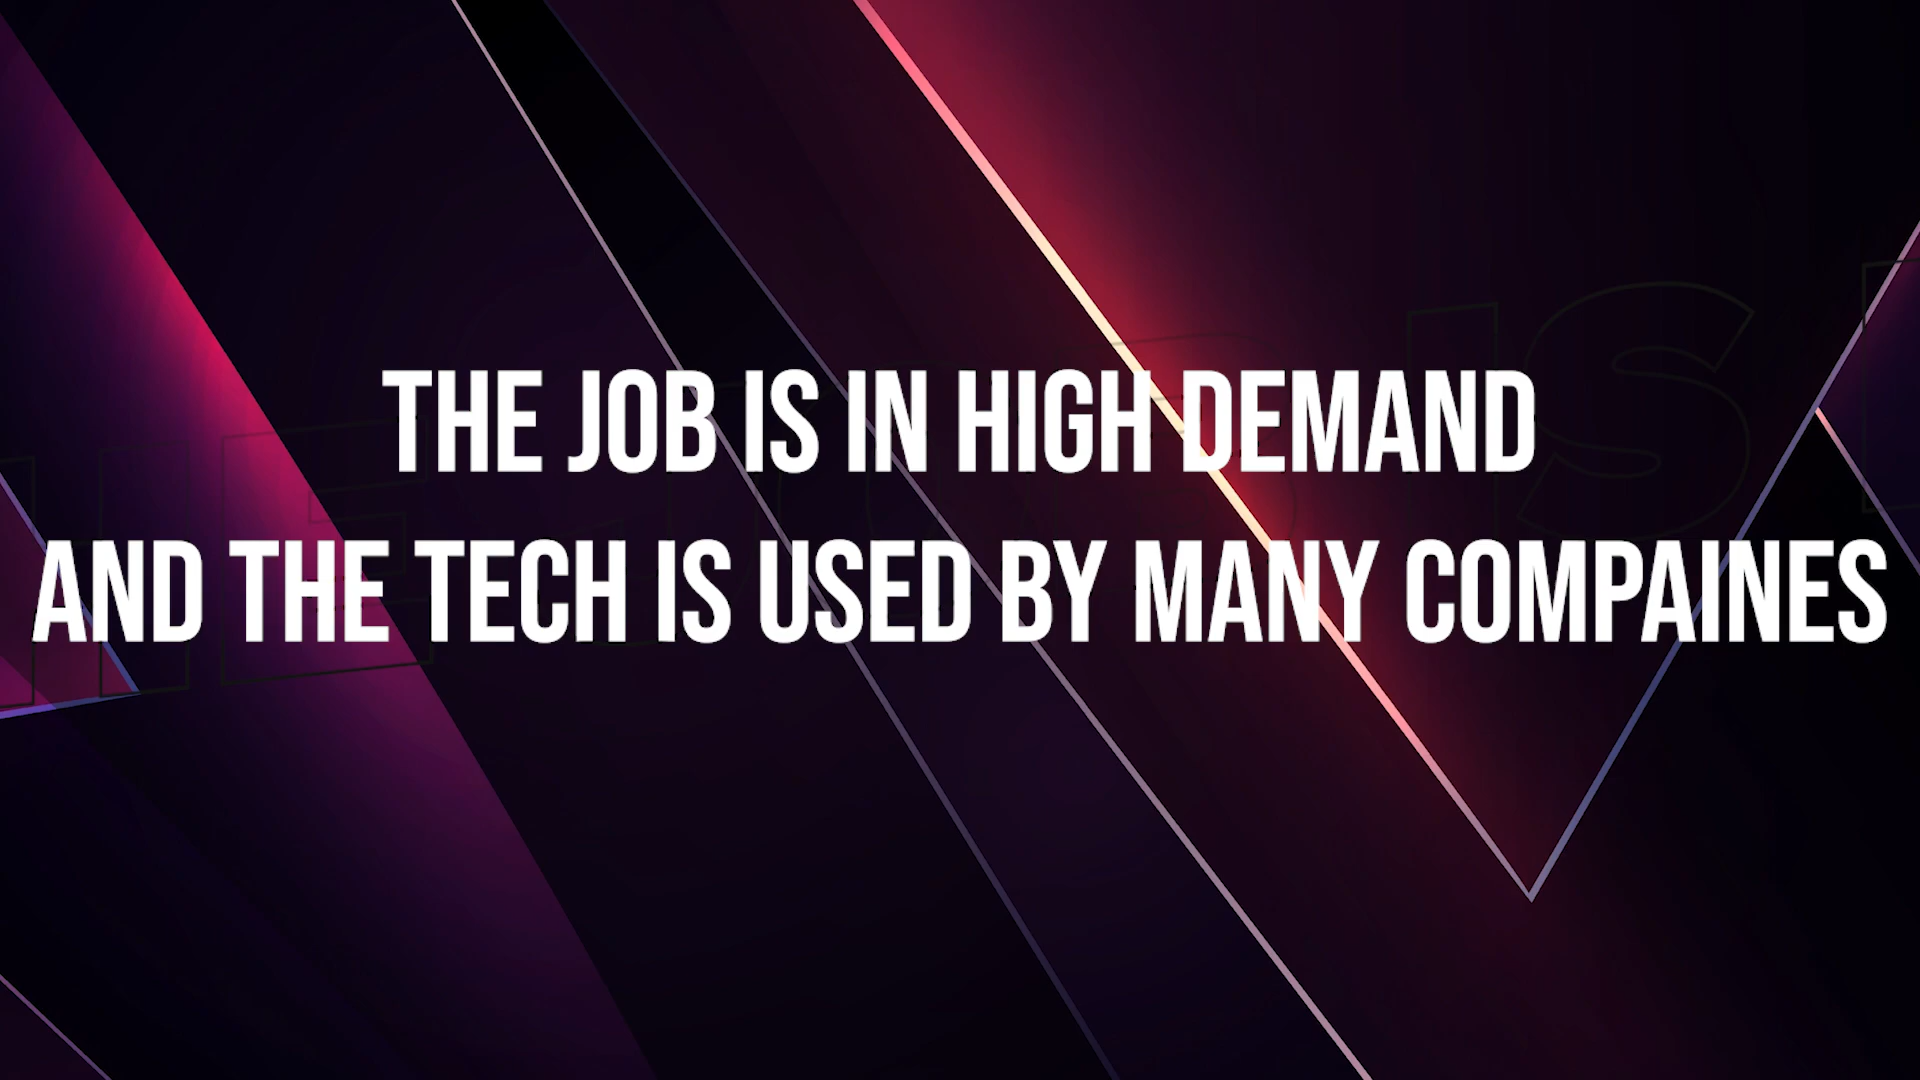 THE JOB IS IN HIGH DEMAND
AND THE TECH IS USED BY MANY COMPAINES